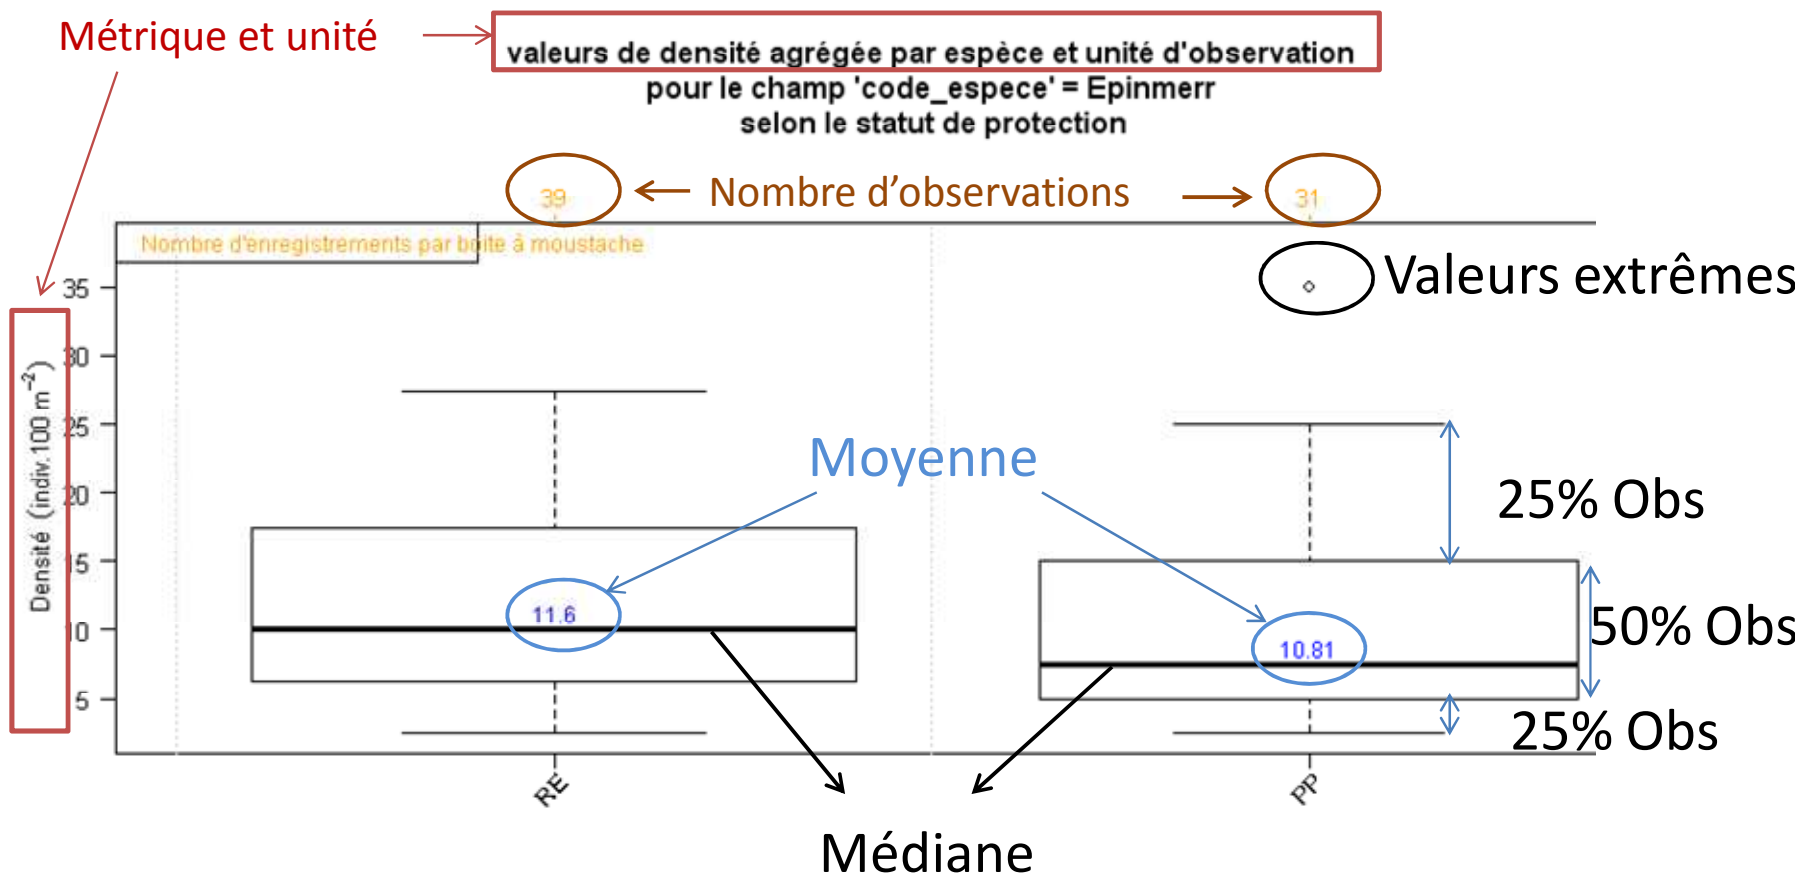 Métrique et unité
valeurs de densité agrégée par espèce et unité d'observation
pour le champ 'code_espece' = Epinmerr
selon le statut de protection
39
Nombre d’observations
31
Nombre d'enregistrements par boîte à moustache
Valeurs extrêmes
35
30
25
20
15
10
5
Densité (indiv.100 m⁻²)
Moyenne
25% Obs
11.6
10.81
50% Obs
25% Obs
RE
PP
Médiane